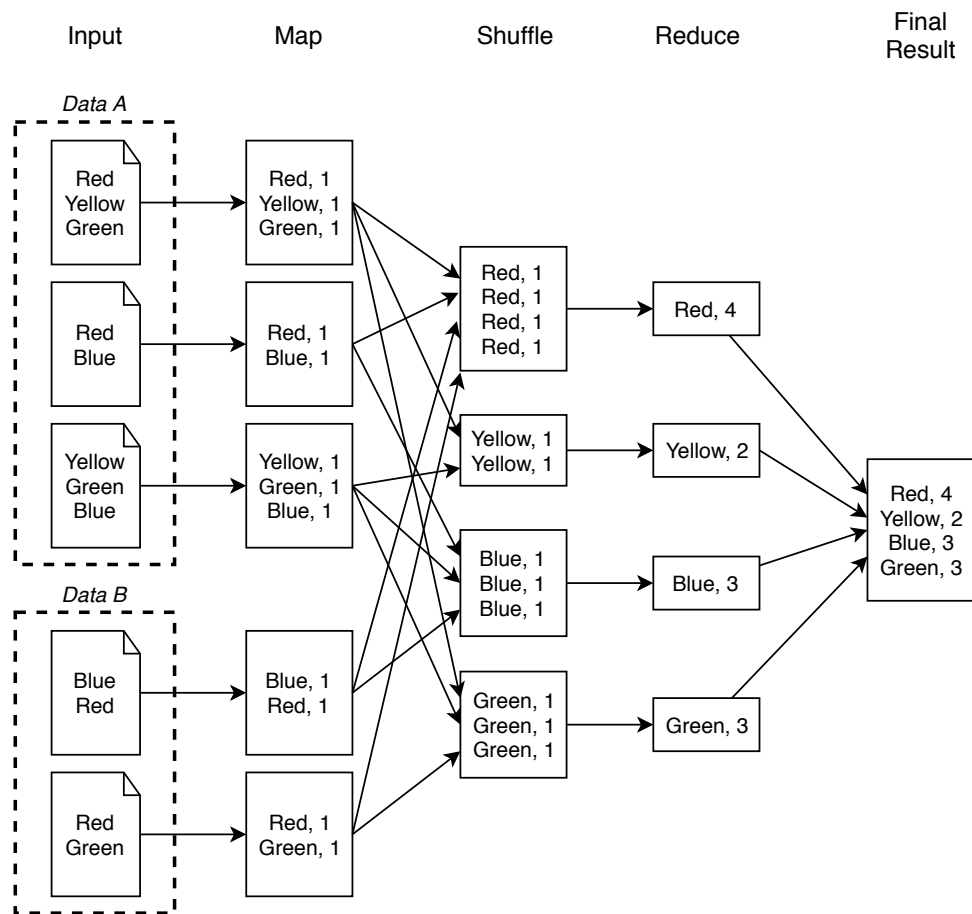 Input
Map
Shuffle
Reduce
Final
Result
Data A
Red
Yellow
Green
Red
Blue
Yellow
Green
Blue
Data B
Blue
Red
Red
Green
Red, 1
Yellow, 1
Green, 1
Red, 1
Blue, 1
Yellow, 1
Green, 1
Blue, 1
Blue, 1
Red, 1
Red, 1
Green, 1
Red, 1
Red, 1
Red, 1
Red, 1
Yellow, 1
Yellow, 1
Blue, 1
Blue, 1
Blue, 1
Green, 1
Green, 1
Green, 1
Red, 4
Yellow, 2
Blue, 3
Green, 3
Red, 4
Yellow, 2
Blue, 3
Green, 3